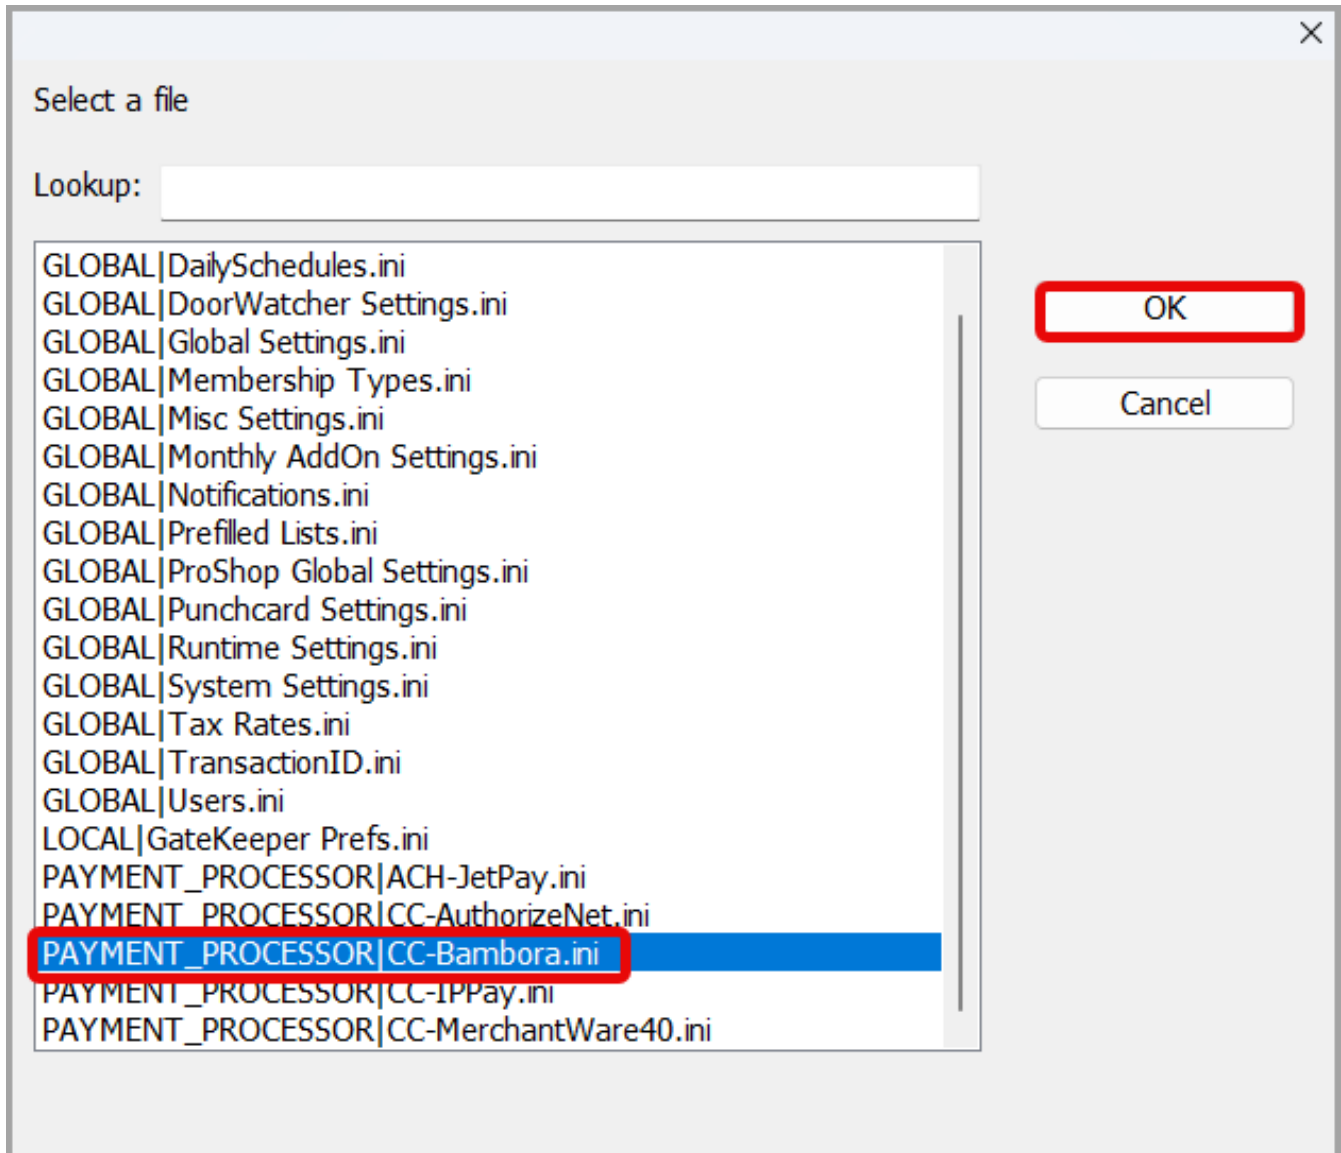 Select a file
Lookup:
GLOBAL|DailySchedules.ini
GLOBAL|DoorWatcher Settings.ini
GLOBAL|Global Settings.ini
GLOBAL|Membership Types.ini
GLOBAL|Misc Settings.ini
GLOBAL|Monthly AddOn Settings.ini
GLOBAL|Notifications.ini
GLOBAL|Prefilled Lists.ini
GLOBAL|ProShop Global Settings.ini
GLOBAL|Punchcard Settings.ini
GLOBAL|Runtime Settings.ini
GLOBAL|System Settings.ini
GLOBAL|Tax Rates.ini
GLOBAL|TransactionID.ini
GLOBAL|Users.ini
LOCAL|GateKeeper Prefs.ini
PAYMENT_PROCESSOR|ACH-JetPay.ini
PAYMENT_PROCESSOR|CC-AuthorizeNet.ini
PAYMENT_PROCESSOR|CC-Bambora.ini
PAYMENT_PROCESSOR|CC-IPPay.ini
PAYMENT_PROCESSOR|CC-MerchantWare40.ini
OK
Cancel